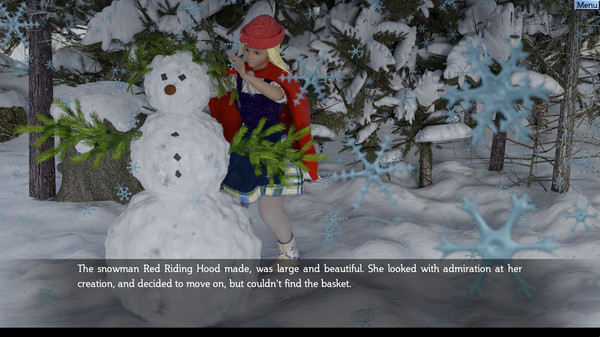 Menu
The snowman Red Riding Hood made, was large and beautiful. She looked with admiration at her
creation, and decided to move on, but couldn't find the basket.